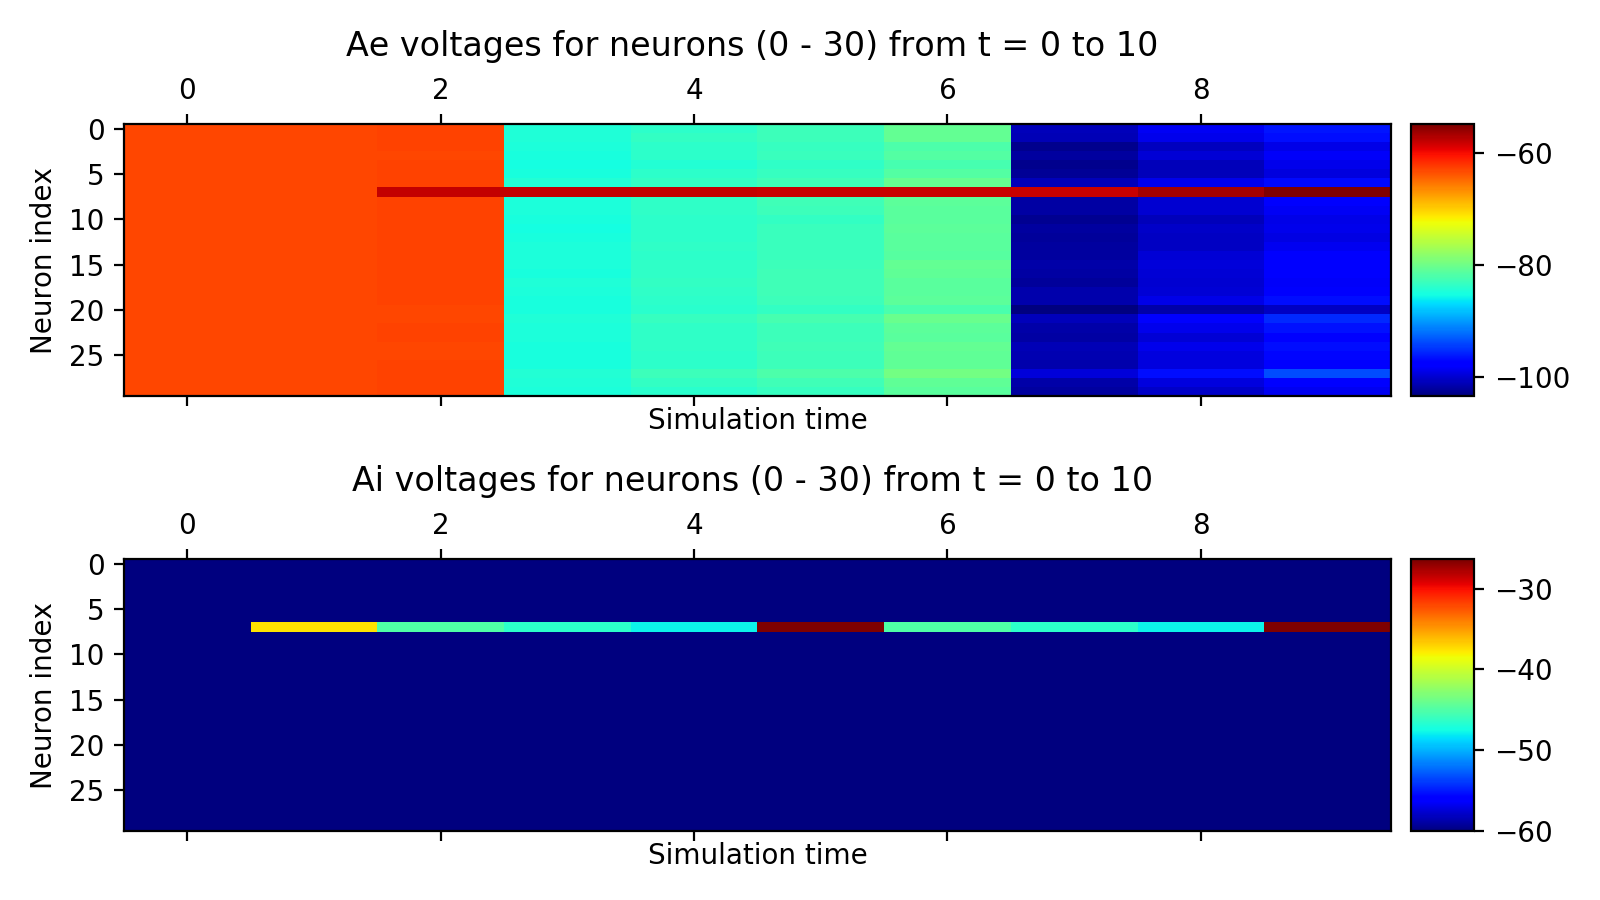 Ae voltages for neurons (0 - 30) from t = 0 to 10
0 2 4 6 8
Neuron index
0
5
10
15
20
25
−60
−80
−100
Simulation time
Ai voltages for neurons (0 - 30) from t = 0 to 10
0 2 4 6 8
Neuron index
0
5
10
15
20
25
−30
−40
−50
−60
Simulation time